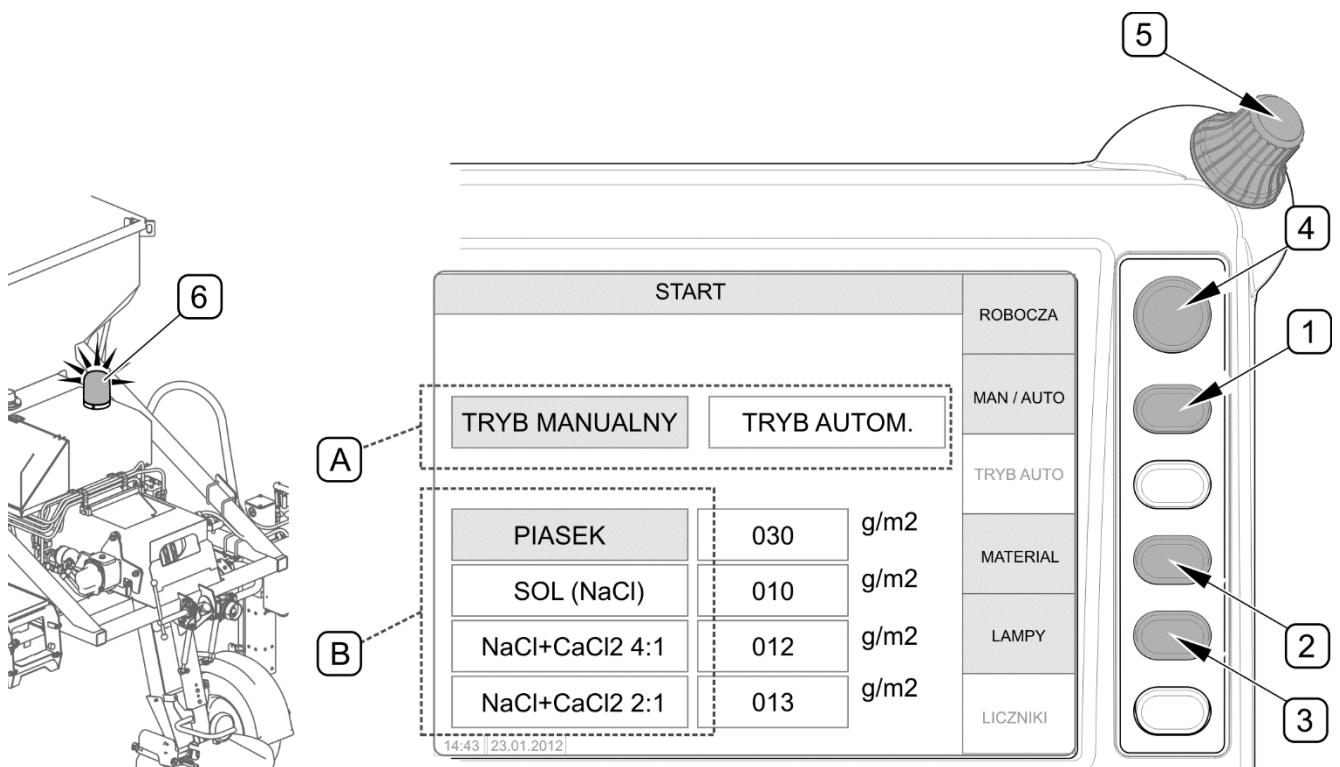 5
4
6
START
ROBOCZA
1
TRYB MANUALNY
TRYB AUTOM.
MAN / AUTO
A
TRYB AUTO
PIASEK 030 g/m2
MATERIAL
SOL (NaCl) 010 g/m2
LAMPY
NaCl+CaCl2 4:1 012 g/m2
B
2
NaCl+CaCl2 2:1 013 g/m2
LICZNIKI
3
14:43 23.01.2012